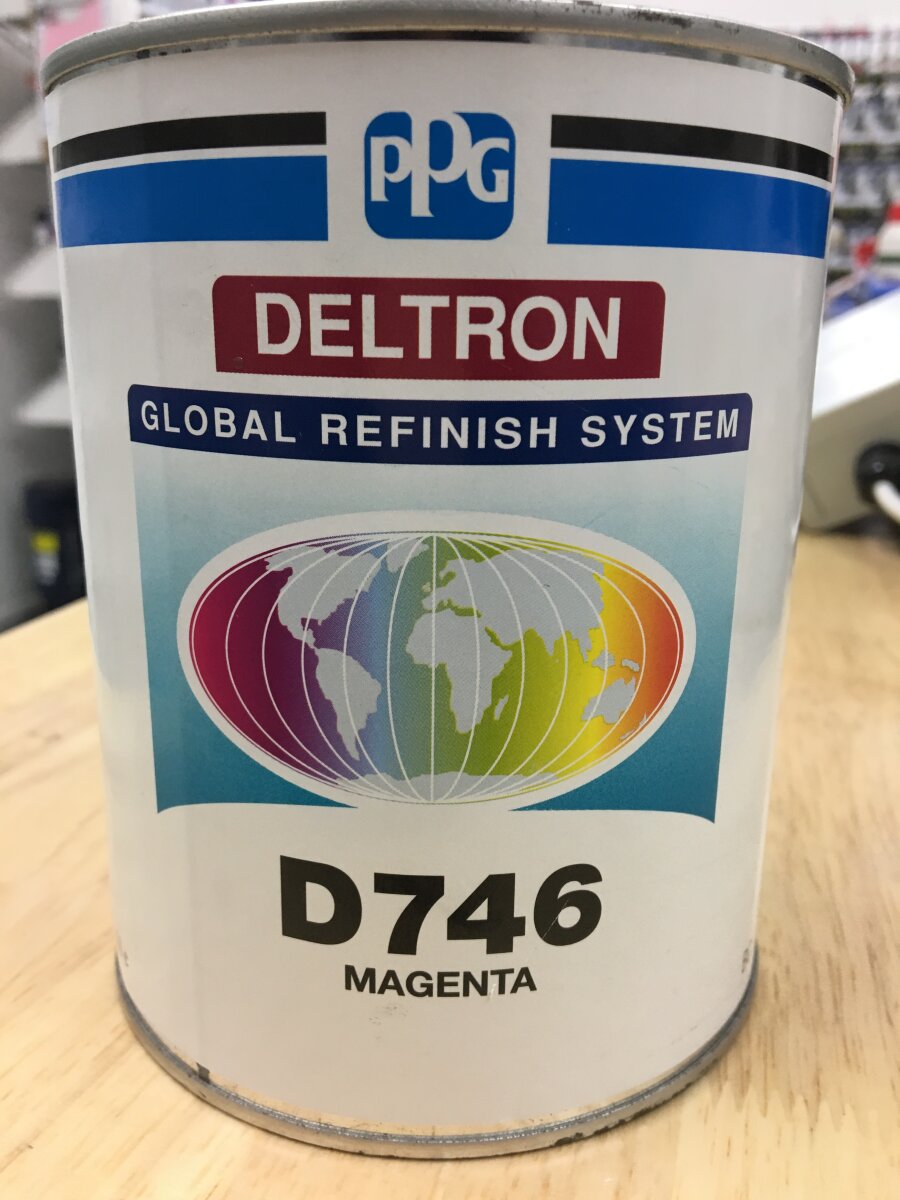 PPG
DELTRON
GLOBAL REFINISH SYSTEM
D746
MAGENTA